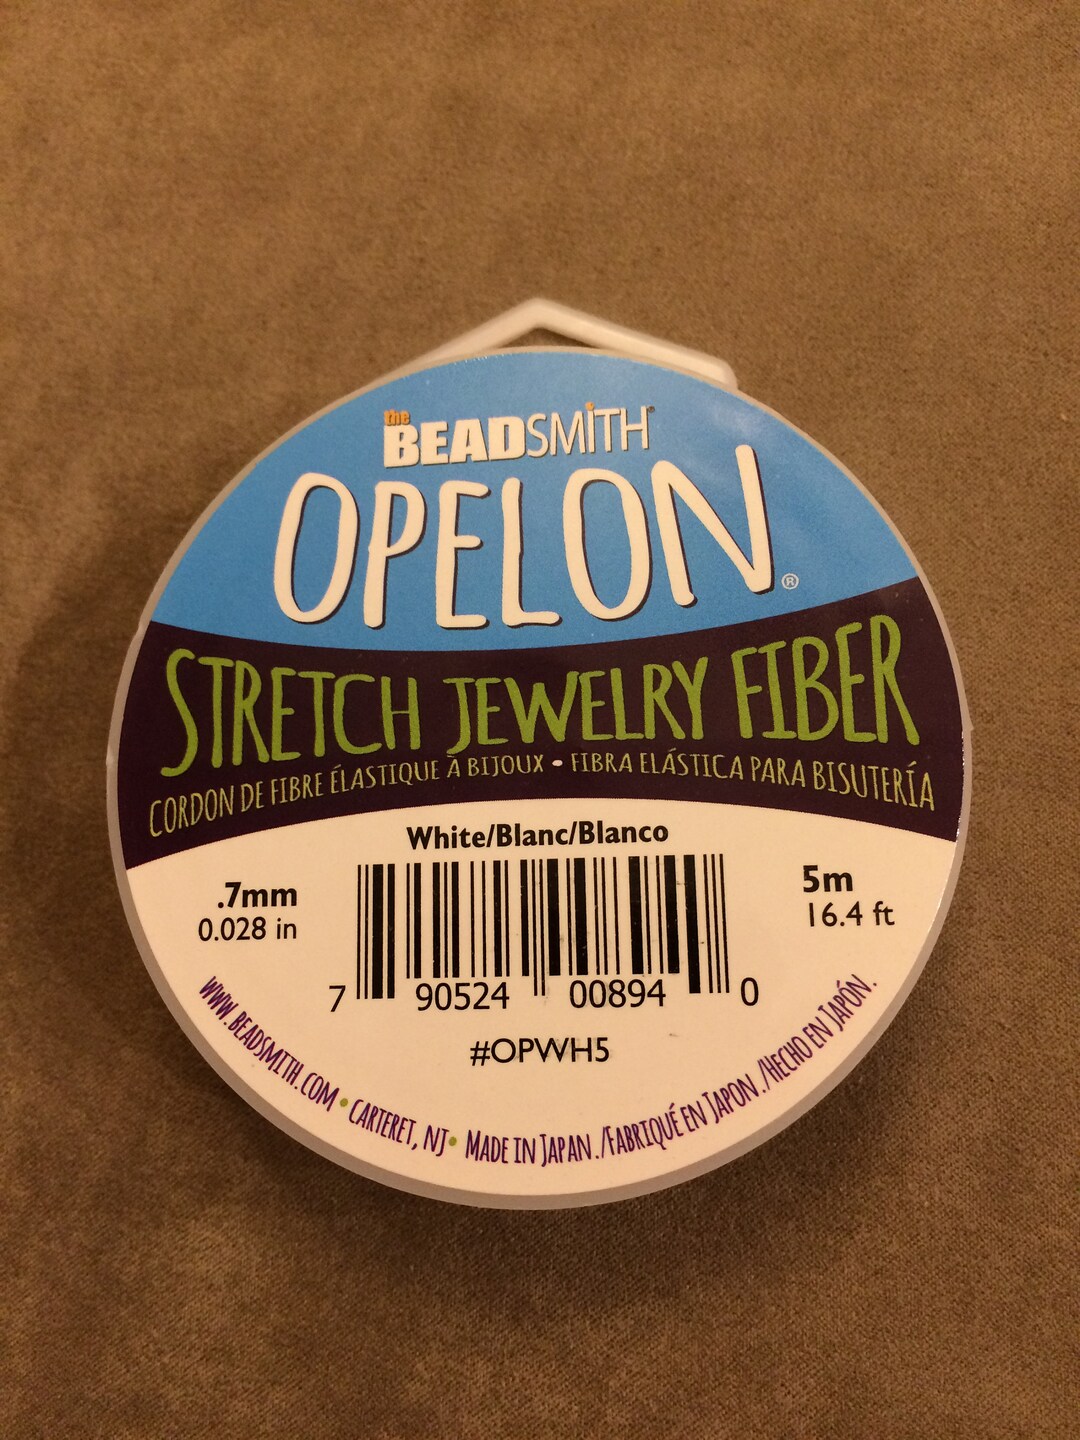 the BEADSMITH®
OPELON®
STRETCH JEWELRY FIBER
CORDON DE FIBRE ÉLASTIQUE À BIJOUX • FIBRA ELÁSTICA PARA BISUTERÍA
White/Blanc/Blanco
.7mm
0.028 in
5m
16.4 ft
7 90524 00894 0
#OPWH5
WWW.BEADSMITH.COM • CARTERET, NJ • MADE IN JAPAN./FABRIQUÉ EN JAPON./HECHO EN JAPÓN.